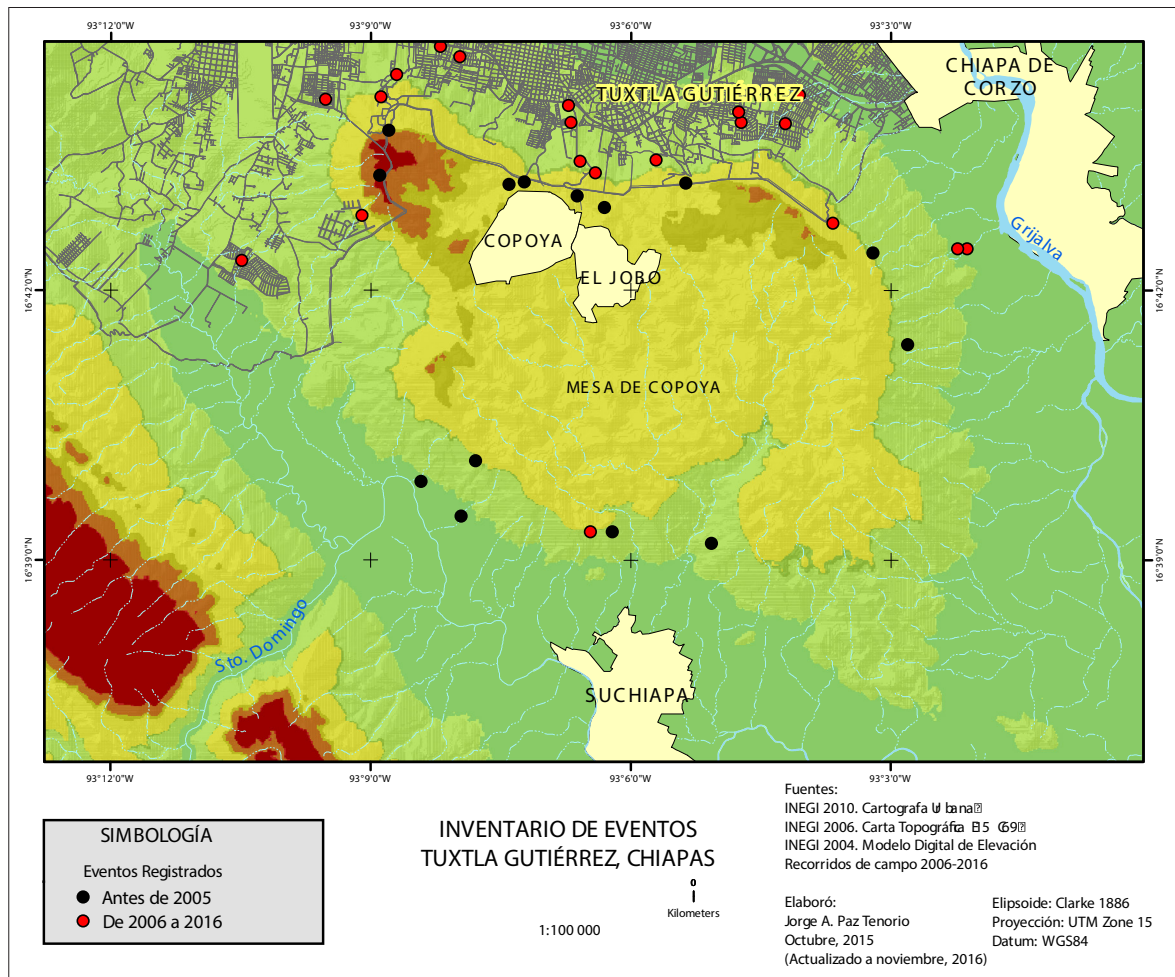 93°12'0"W 93°9'0"W 93°6'0"W 93°3'0"W
CHIAPA DE
CORZO
TUXTLA GUTIÉRREZ
Grijalva
COPOYA
EL JOBO
16°42'0"N 16°42'0"N
MESA DE COPOYA
16°39'0"N 16°39'0"N
Sto. Domingo
SUCHIAPA
93°12'0"W 93°9'0"W 93°6'0"W 93°3'0"W
SIMBOLOGÍA
Eventos Registrados
Antes de 2005
De 2006 a 2016
INVENTARIO DE EVENTOS
TUXTLA GUTIÉRREZ, CHIAPAS
0
Kilometers
1:100 000
Fuentes:
INEGI 2010. Cartografa
INEGI 2006. Carta Topográfica
INEGI 2004. Modelo Digital de Elevación
Recorridos de campo 2006-2016
Elaboró:
Jorge A. Paz Tenorio
Octubre, 2015
(Actualizado a noviembre, 2016)
Elipsoide: Clarke 1886
Proyección: UTM Zone 15
Datum: WGS84